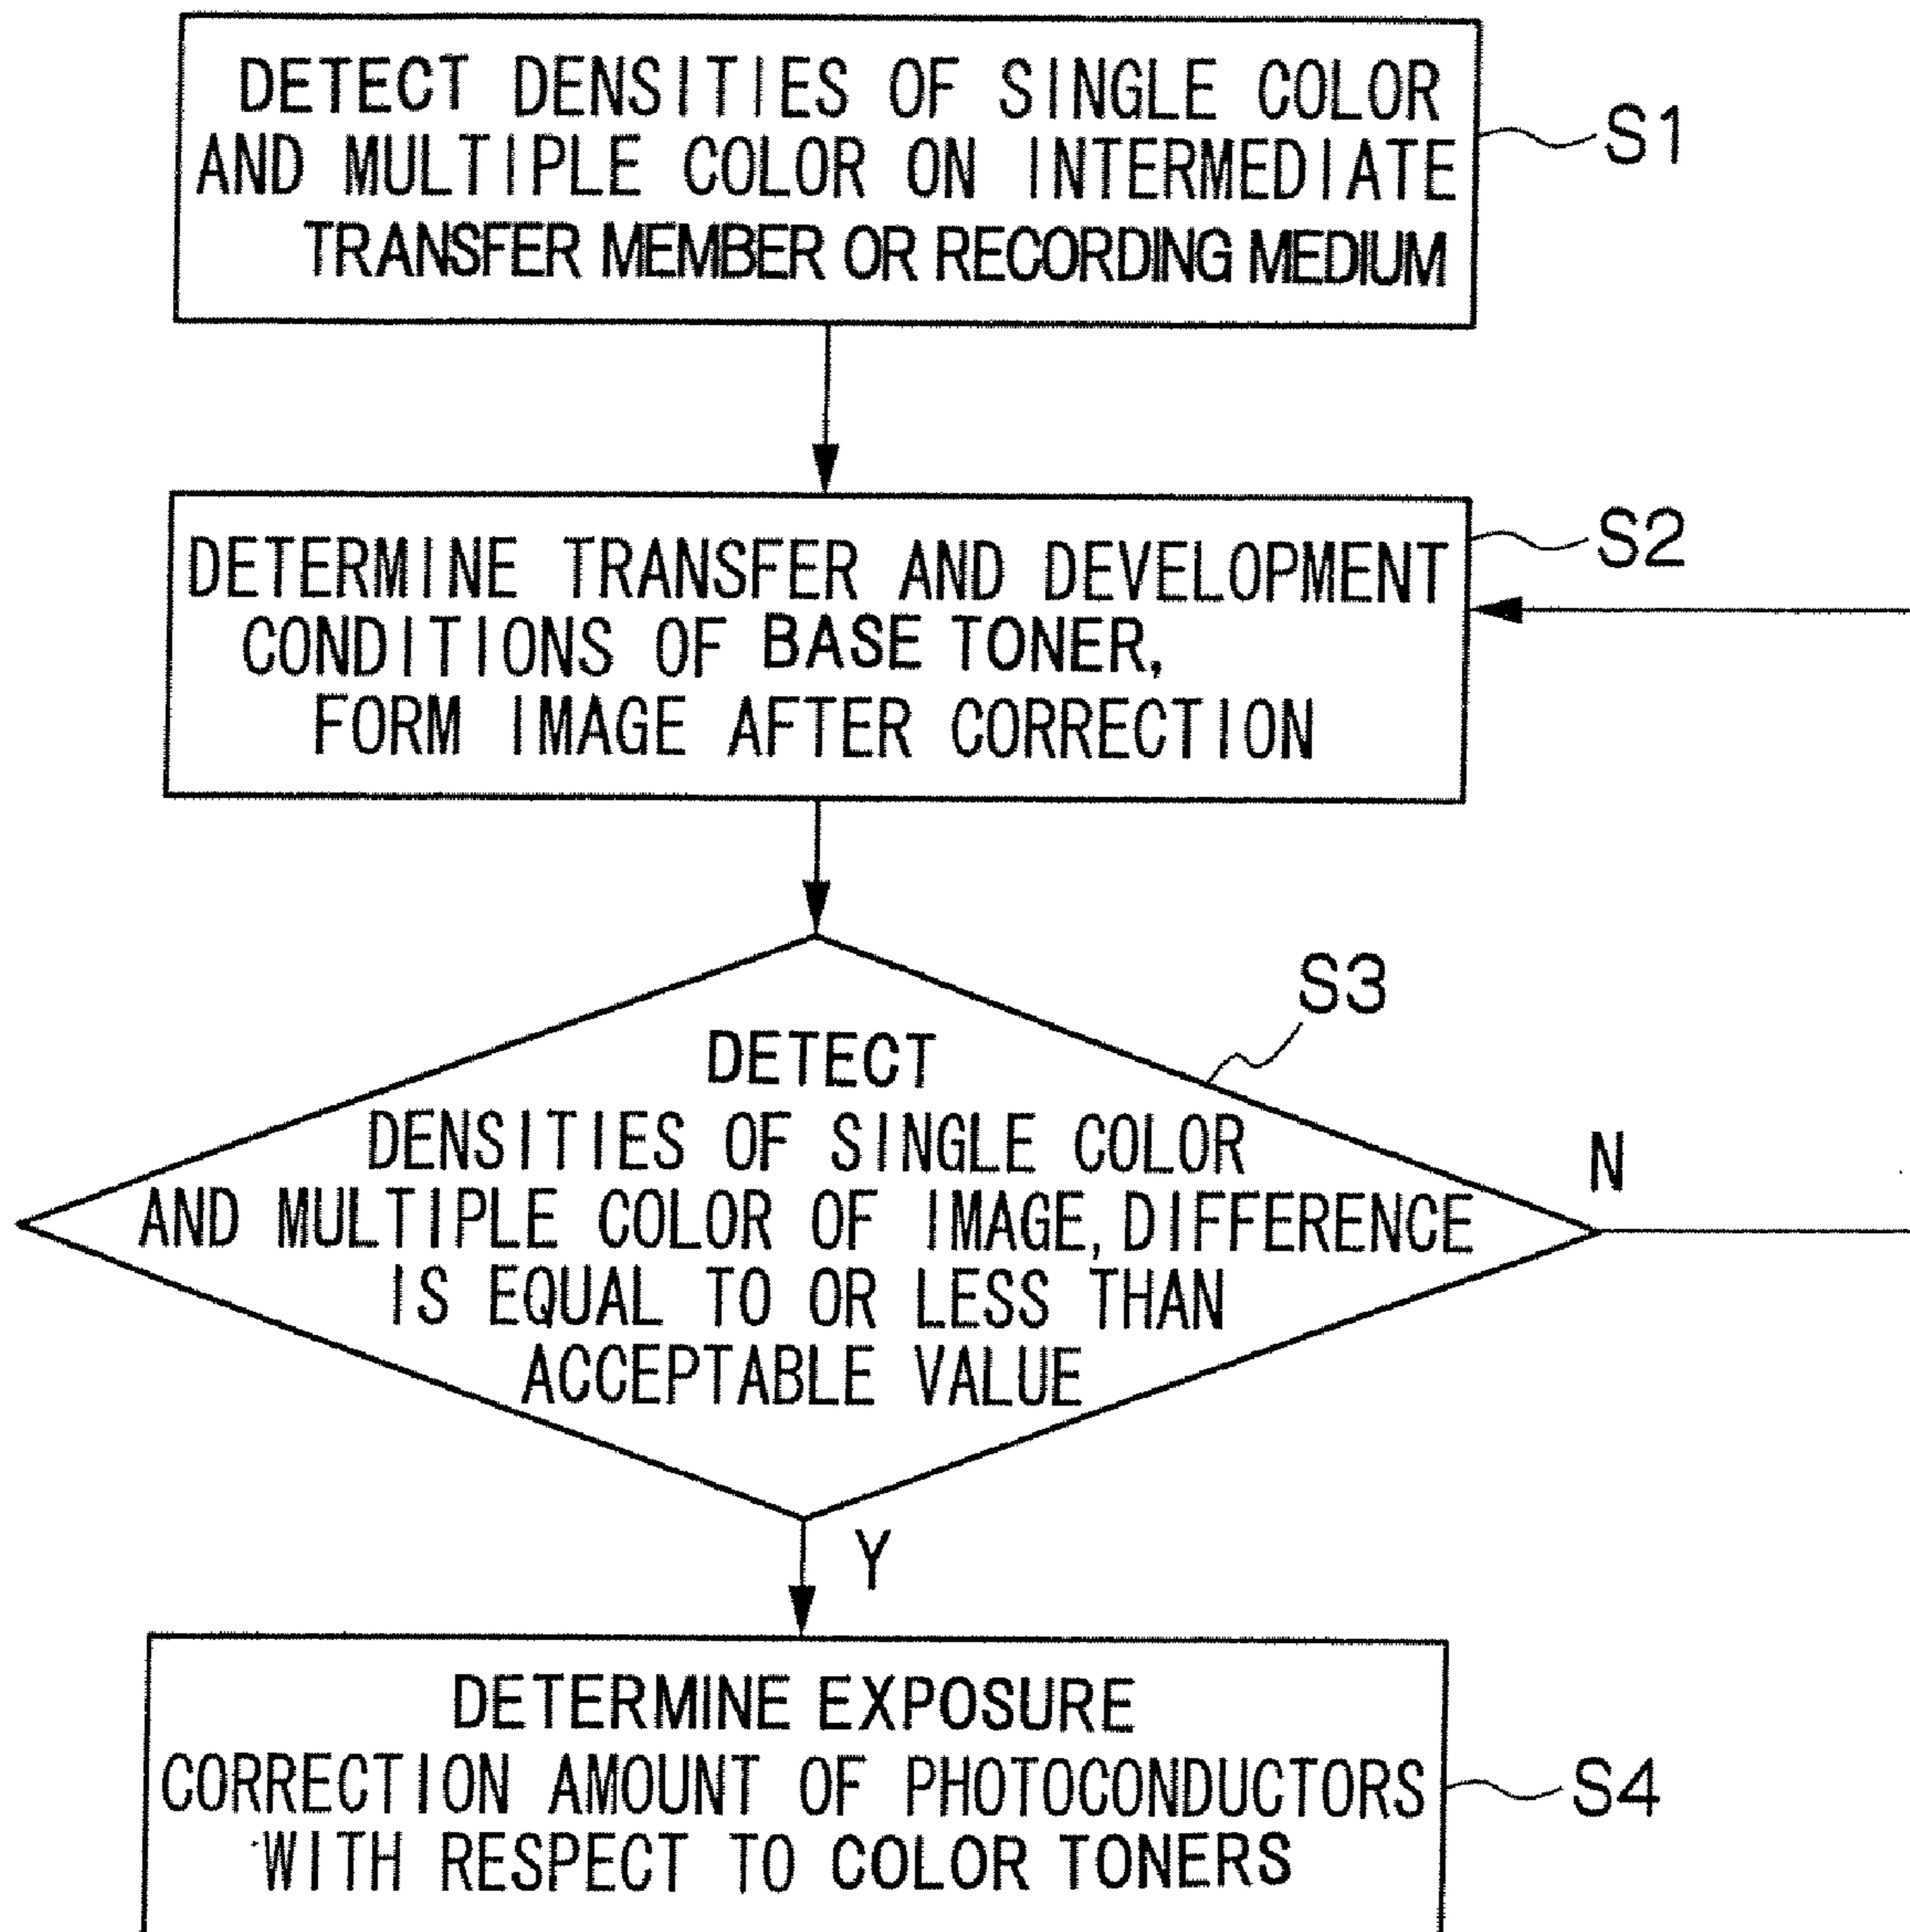 DETECT DENSITIES OF SINGLE COLOR
AND MULTIPLE COLOR ON INTERMEDIATE
TRANSFER MEMBER OR RECORDING MEDIUM
S1
DETERMINE TRANSFER AND DEVELOPMENT
CONDITIONS OF BASE TONER,
FORM IMAGE AFTER CORRECTION
S2
S3
DETECT
DENSITIES OF SINGLE COLOR
AND MULTIPLE COLOR OF IMAGE, DIFFERENCE
IS EQUAL TO OR LESS THAN
ACCEPTABLE VALUE
N
Y
DETERMINE EXPOSURE
CORRECTION AMOUNT OF PHOTOCONDUCTORS
WITH RESPECT TO COLOR TONERS
S4